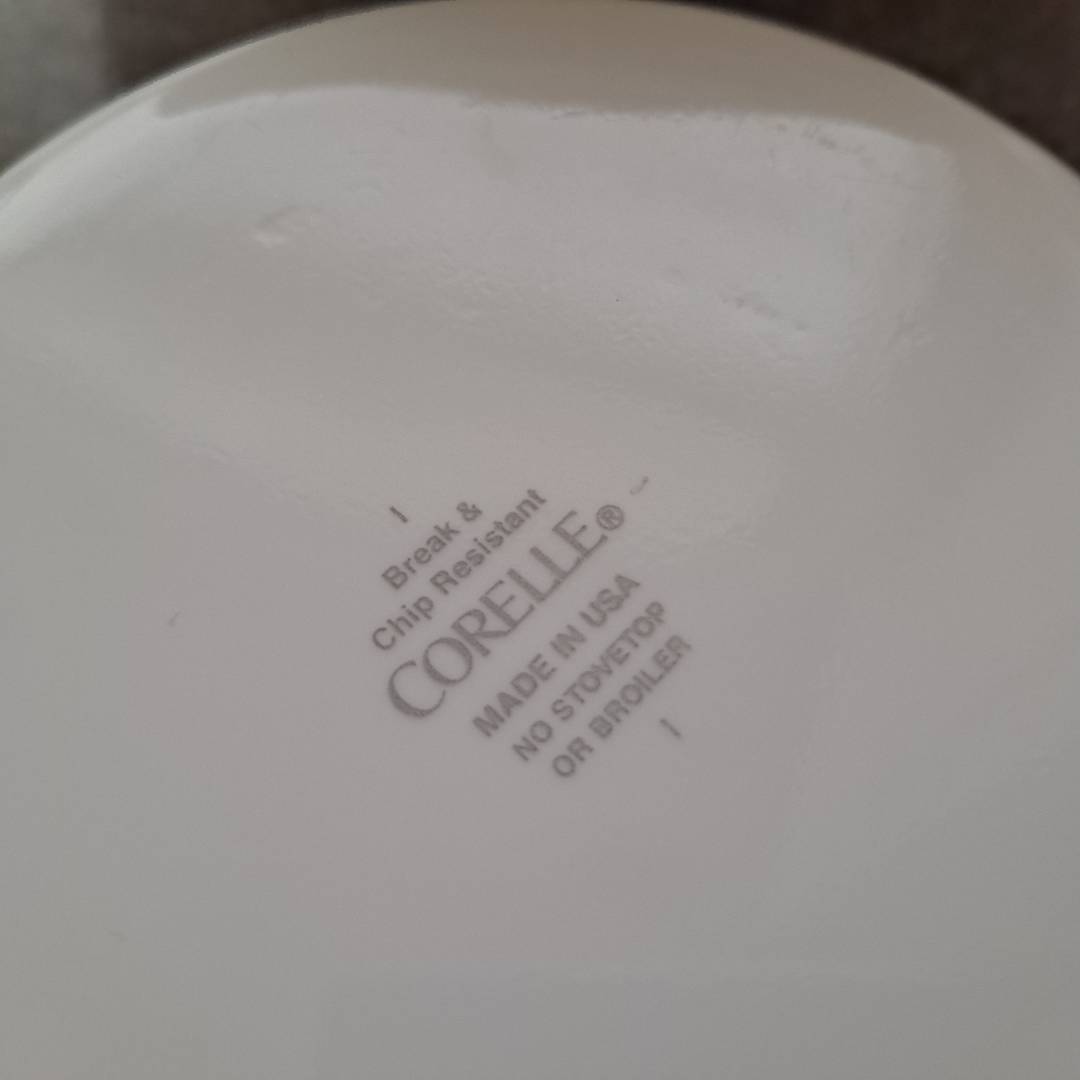 Break &
Chip Resistant
CORELLE®
MADE IN USA
NO STOVETOP
OR BROILER